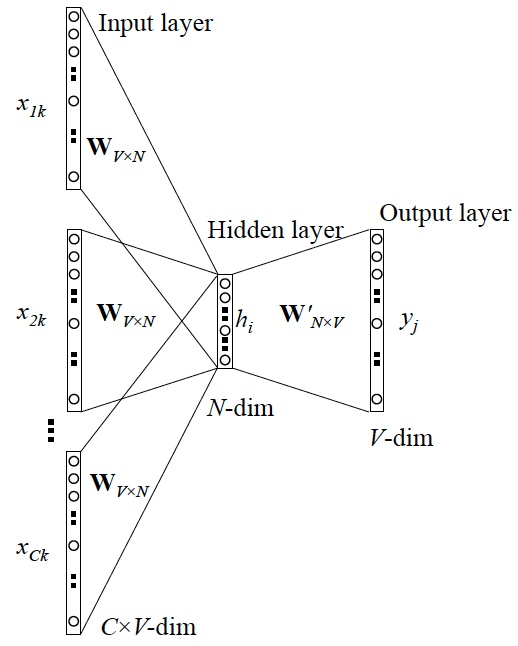 Input layer
x1k
WV×N
Hidden layer
Output layer
x2k
WV×N
hi
W'N×V
yj
N-dim
V-dim
WV×N
xCk
C×V-dim